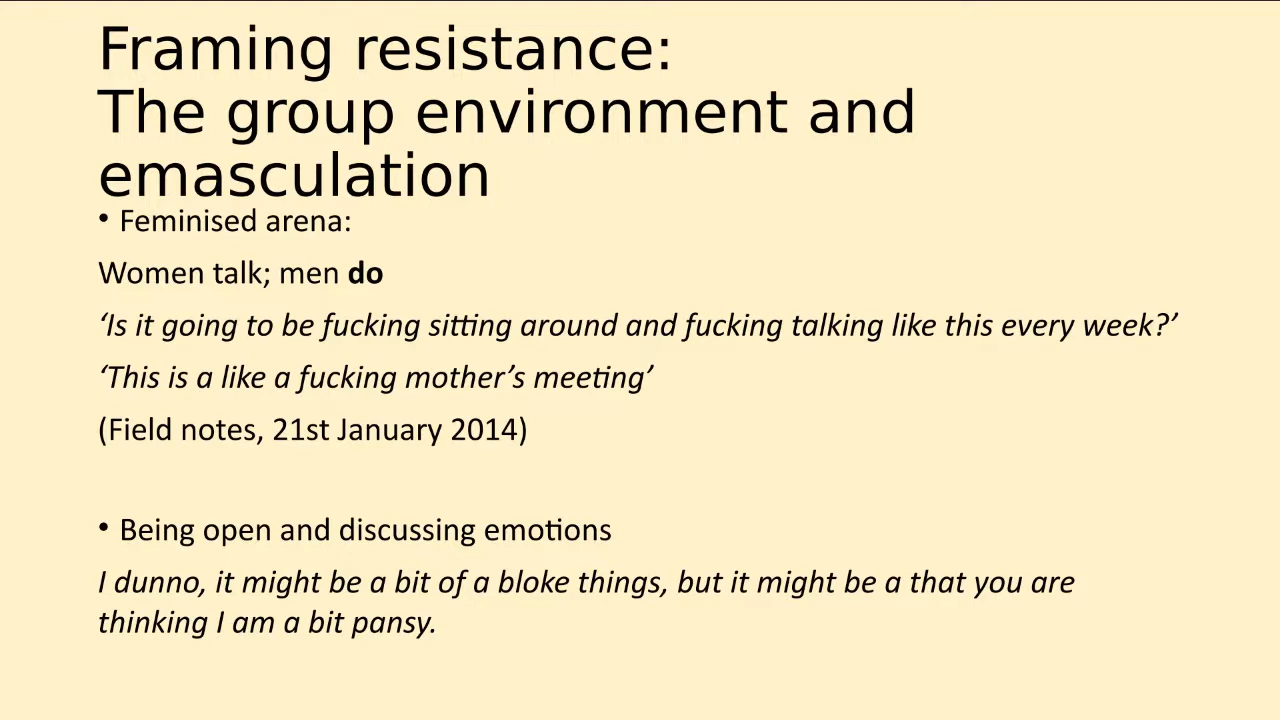 Framing resistance:
The group environment and
emasculation
• Feminised arena:
Women talk; men do
‘Is it going to be fucking sitting around and fucking talking like this every week?’
‘This is a like a fucking mother’s meeting’
(Field notes, 21st January 2014)
• Being open and discussing emotions
I dunno, it might be a bit of a bloke things, but it might be a that you are
thinking I am a bit pansy.